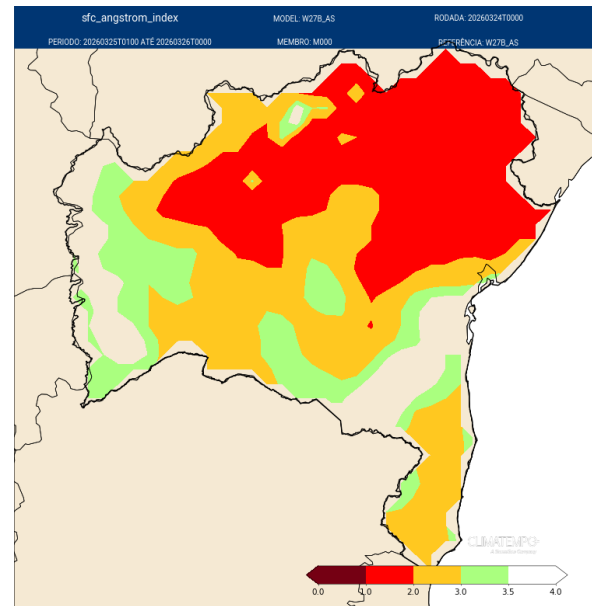 sfc_angstrom_index MODEL: W27B_AS RODADA: 20260324T0000
PERIODO: 20260325T0100 ATÉ 20260326T0000 MEMBRO: M000 REFERÊNCIA: W27B_AS
CLIMATEMPO
0.0 1.0 2.0 3.0 3.5 4.0